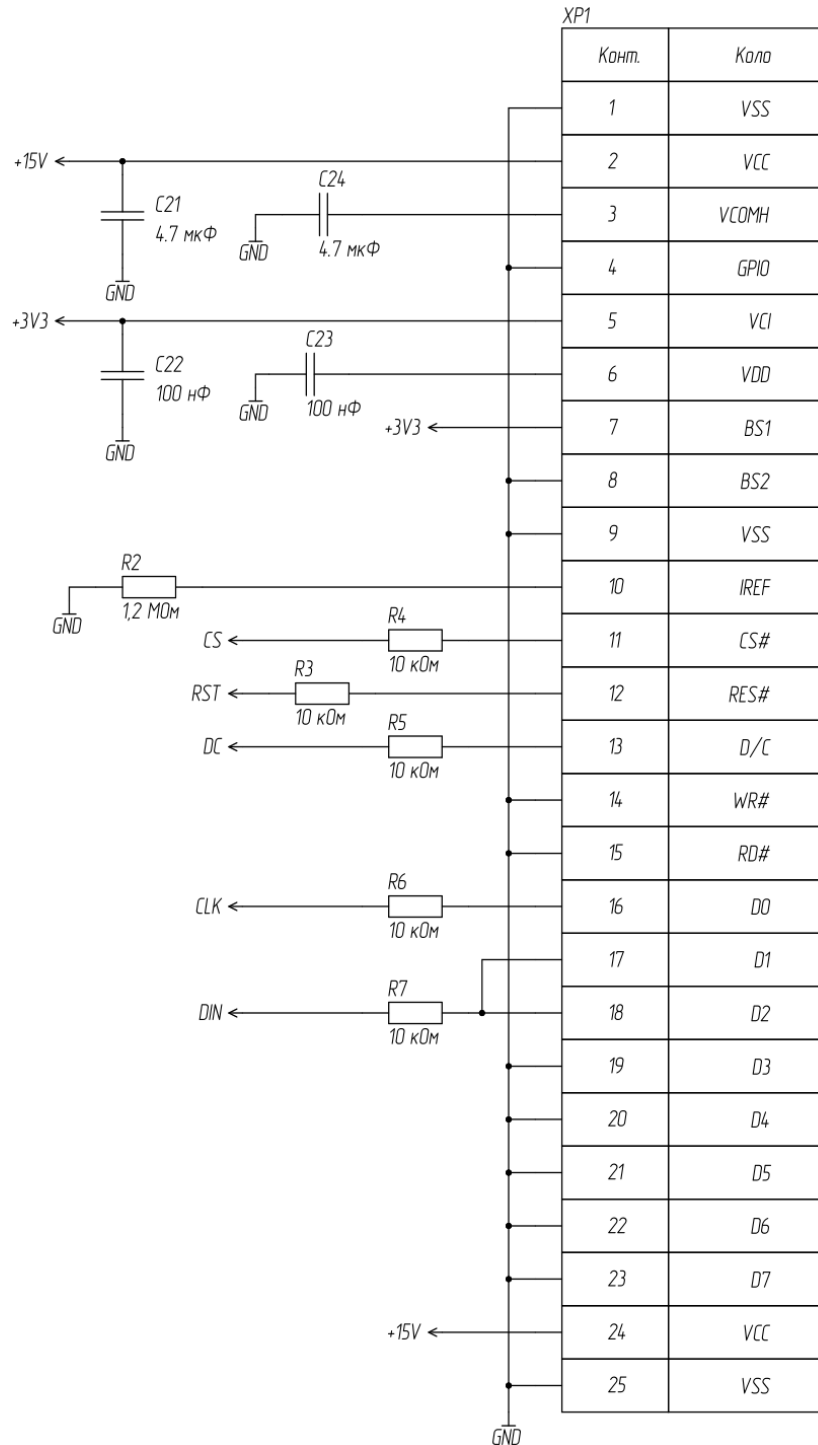 XP1
Конт. Коло
1 VSS
+15V 2 VCC
C24
C21
4.7 мкФ
3 VCOMH
GND 4.7 мкФ
4 GPIO
GND
+3V3 5 VCI
C23
C22
100 нФ
6 VDD
GND 100 нФ
+3V3 7 BS1
GND
8 BS2
9 VSS
R2
10 IREF
GND 1,2 МОм
R4
CS 11 CS#
10 кОм
R3
RST 12 RES#
10 кОм
R5
DC 13 D/C
10 кОм
14 WR#
15 RD#
R6
CLK 16 D0
10 кОм
17 D1
R7
DIN 18 D2
10 кОм
19 D3
20 D4
21 D5
22 D6
23 D7
+15V 24 VCC
25 VSS
GND